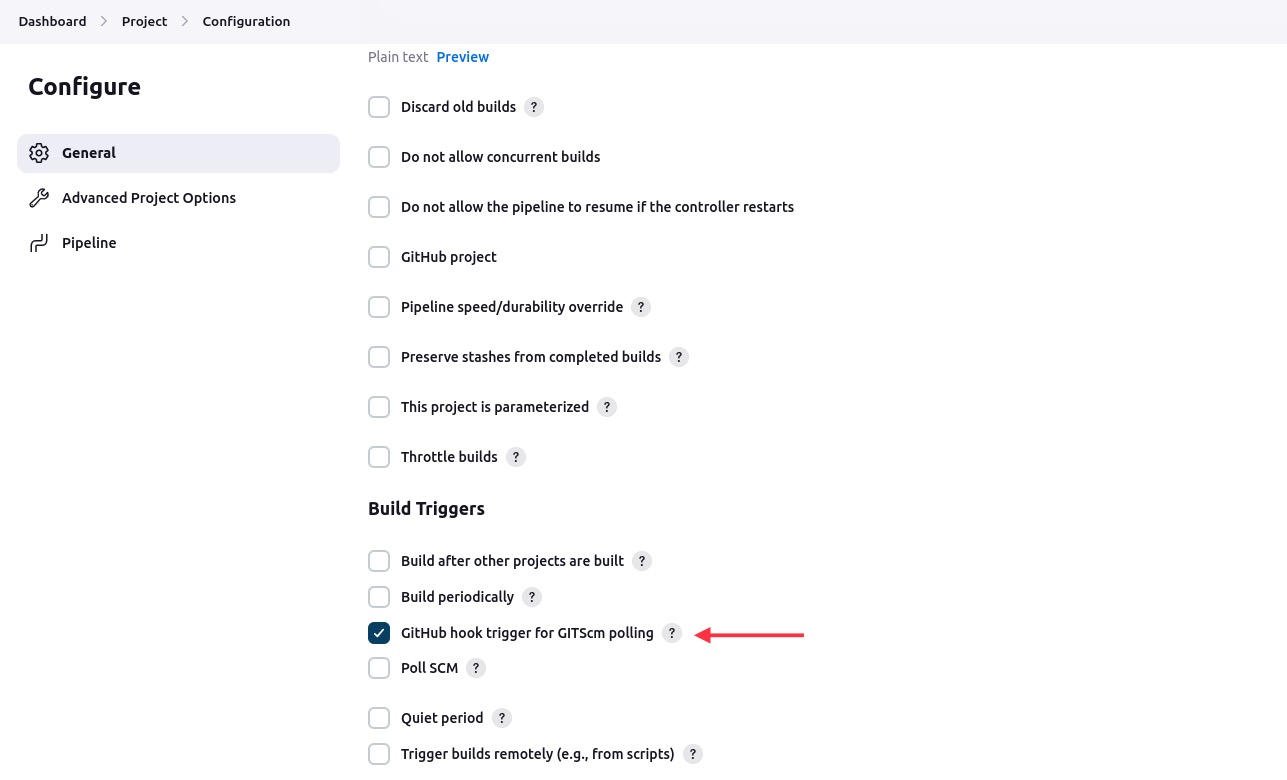 Dashboard > Project > Configuration
Plain text Preview
Configure
General
Advanced Project Options
Pipeline
Discard old builds ?
Do not allow concurrent builds
Do not allow the pipeline to resume if the controller restarts
GitHub project
Pipeline speed/durability override ?
Preserve stashes from completed builds ?
This project is parameterized ?
Throttle builds ?
Build Triggers
Build after other projects are built ?
Build periodically ?
GitHub hook trigger for GITScm polling ?
Poll SCM ?
Quiet period ?
Trigger builds remotely (e.g., from scripts) ?